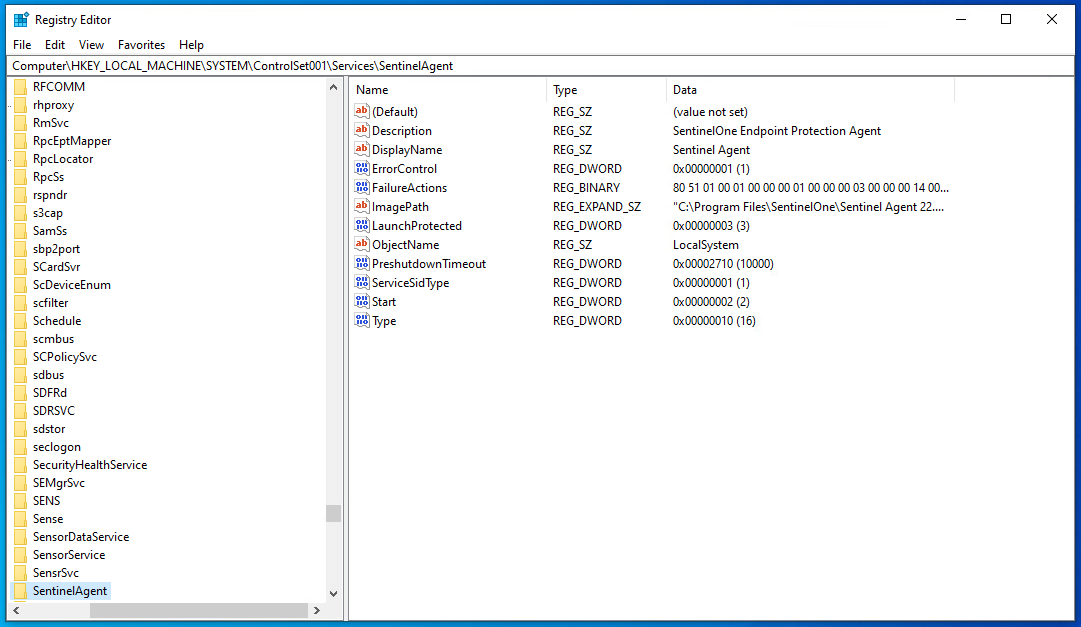 Registry Editor
File Edit View Favorites Help
Computer\HKEY_LOCAL_MACHINE\SYSTEM\ControlSet001\Services\SentinelAgent
RFCOMM
rhproxy
RmSvc
RpcEptMapper
RpcLocator
RpcSs
rspndr
s3cap
SamSs
sbp2port
SCardSvr
ScDeviceEnum
scfilter
Schedule
scmbus
SCPolicySvc
sdbus
SDFRd
SDRSVC
sdstor
seclogon
SecurityHealthService
SEMgrSvc
SENS
Sense
SensorDataService
SensorService
SensrSvc
SentinelAgent
Name Type Data
(Default) REG_SZ (value not set)
Description REG_SZ SentinelOne Endpoint Protection Agent
DisplayName REG_SZ Sentinel Agent
ErrorControl REG_DWORD 0x00000001 (1)
FailureActions REG_BINARY 80 51 01 00 01 00 00 00 01 00 00 00 03 00 00 00 14 00...
ImagePath REG_EXPAND_SZ "C:\Program Files\SentinelOne\Sentinel Agent 22....
LaunchProtected REG_DWORD 0x00000003 (3)
ObjectName REG_SZ LocalSystem
PreshutdownTimeout REG_DWORD 0x00002710 (10000)
ServiceSidType REG_DWORD 0x00000001 (1)
Start REG_DWORD 0x00000002 (2)
Type REG_DWORD 0x00000010 (16)